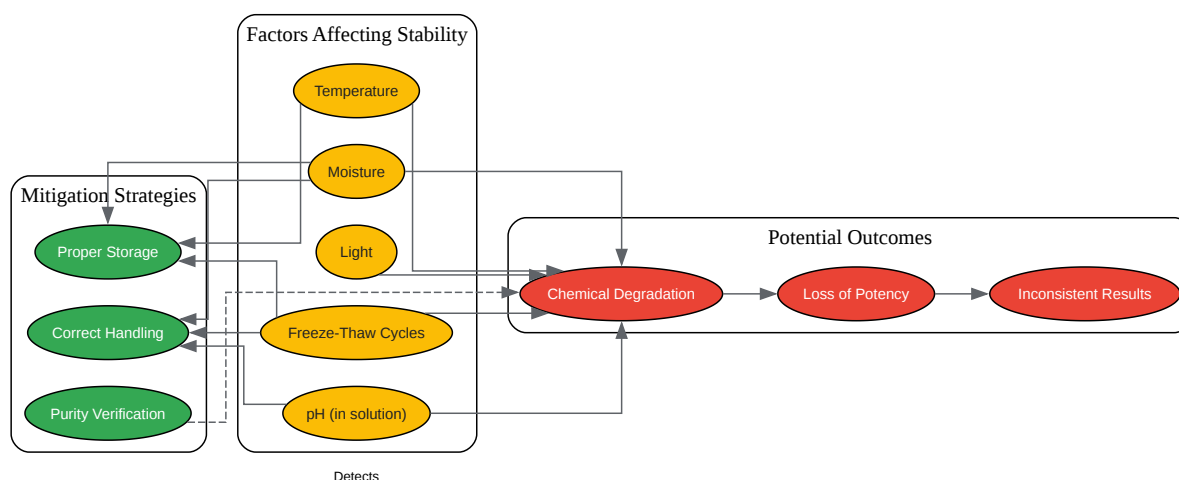 Factors Affecting Stability
Temperature
Moisture
Light
Freeze-Thaw Cycles
pH (in solution)
Mitigation Strategies
Proper Storage
Correct Handling
Purity Verification
Potential Outcomes
Chemical Degradation
Loss of Potency
Inconsistent Results
Detects